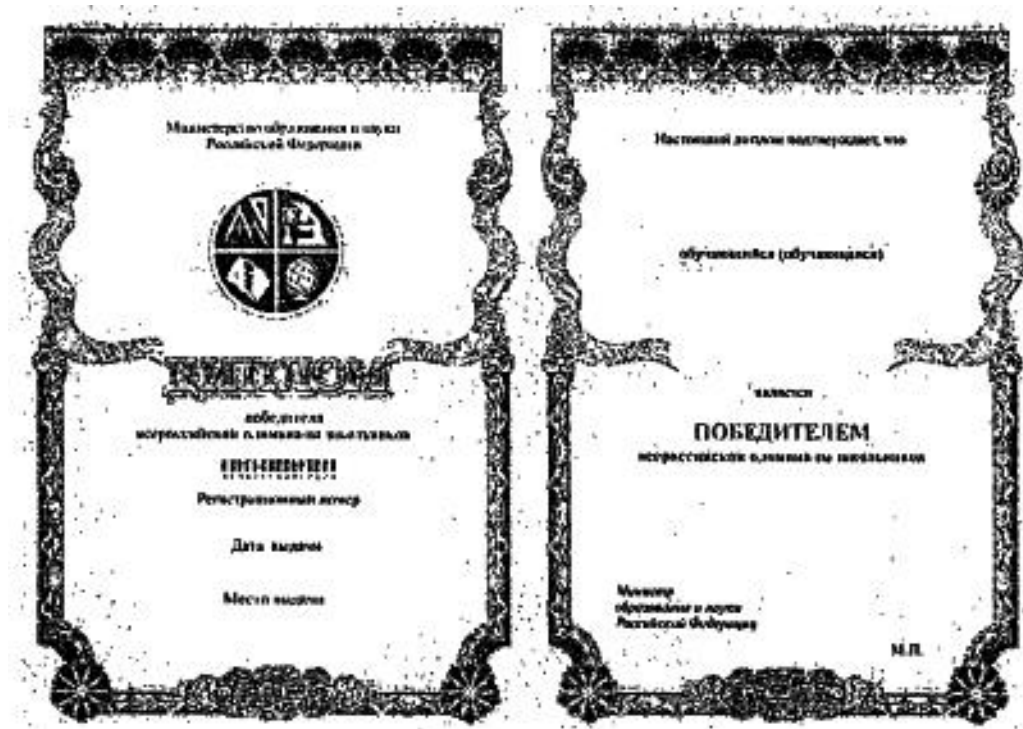 Министерство образования и науки
Российской Федерации
ДИПЛОМ
победителя
всероссийской олимпиады школьников
Регистрационный номер
Дата выдачи
Место выдачи
Настоящий диплом подтверждает, что
обучающийся (обучающаяся)
является
ПОБЕДИТЕЛЕМ
всероссийской олимпиады школьников
Министр
образования и науки
Российской Федерации
М.П.